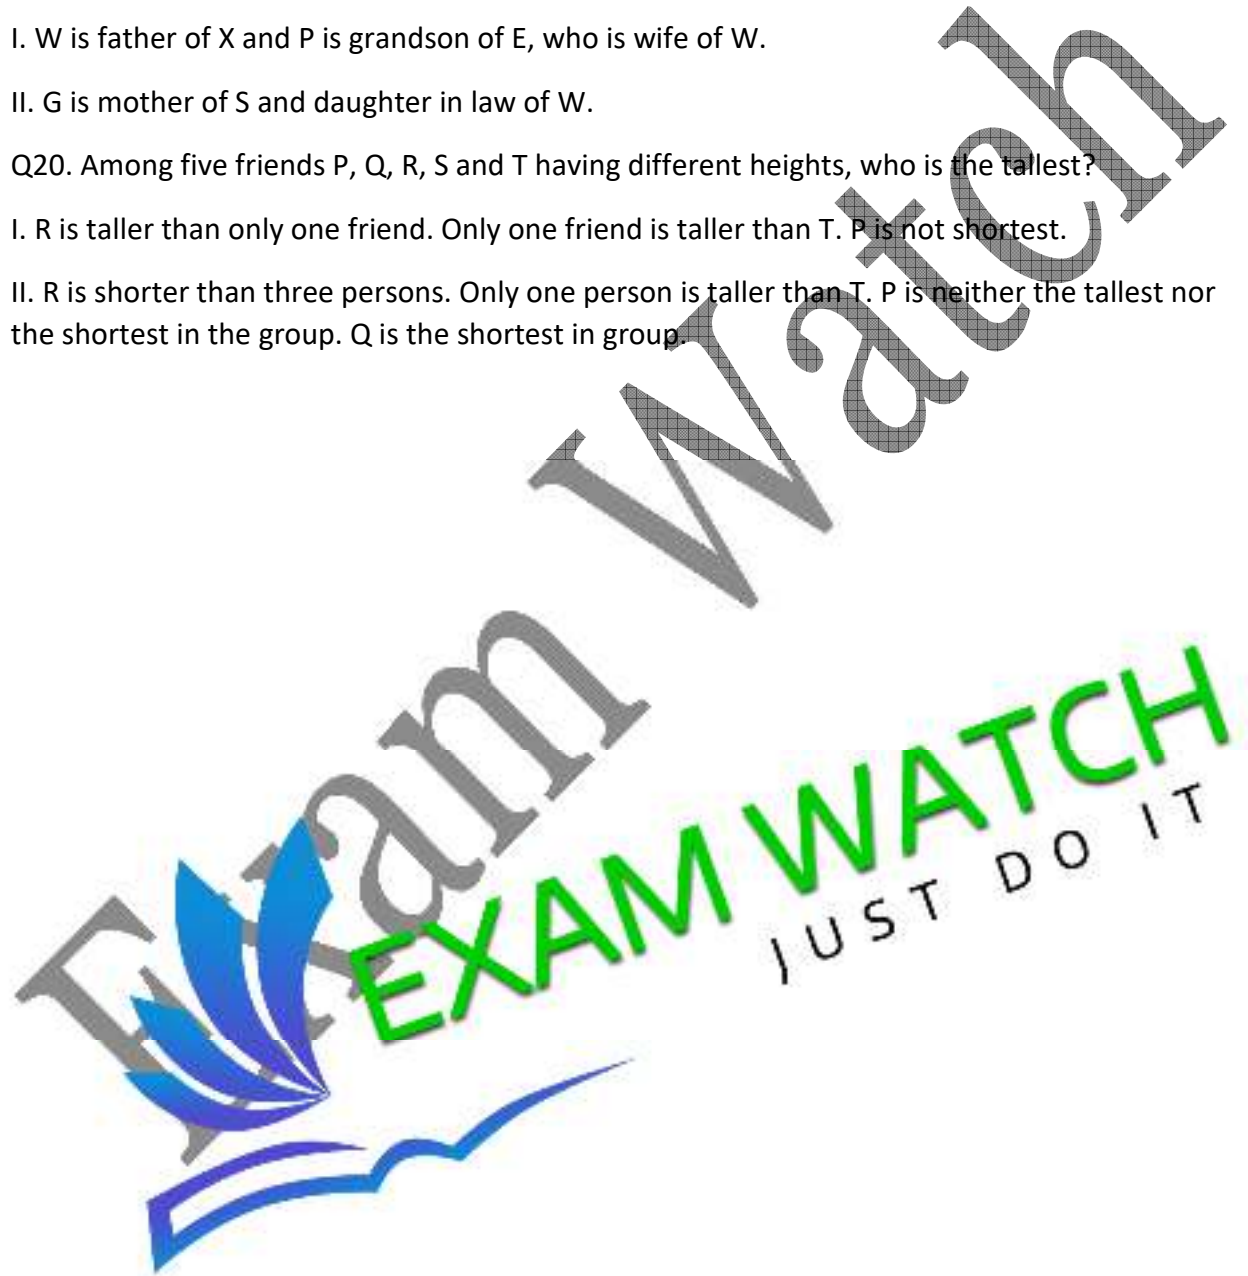 I. W is father of X and P is grandson of E, who is wife of W.
II. G is mother of S and daughter in law of W.
Q20. Among five friends P, Q, R, S and T having different heights, who is the tallest?
I. R is taller than only one friend. Only one friend is taller than T. P is not shortest.
II. R is shorter than three persons. Only one person is taller than T. P is neither the tallest nor
the shortest in the group. Q is the shortest in group.
Exam Watch
EXAM WATCH
JUST DO IT